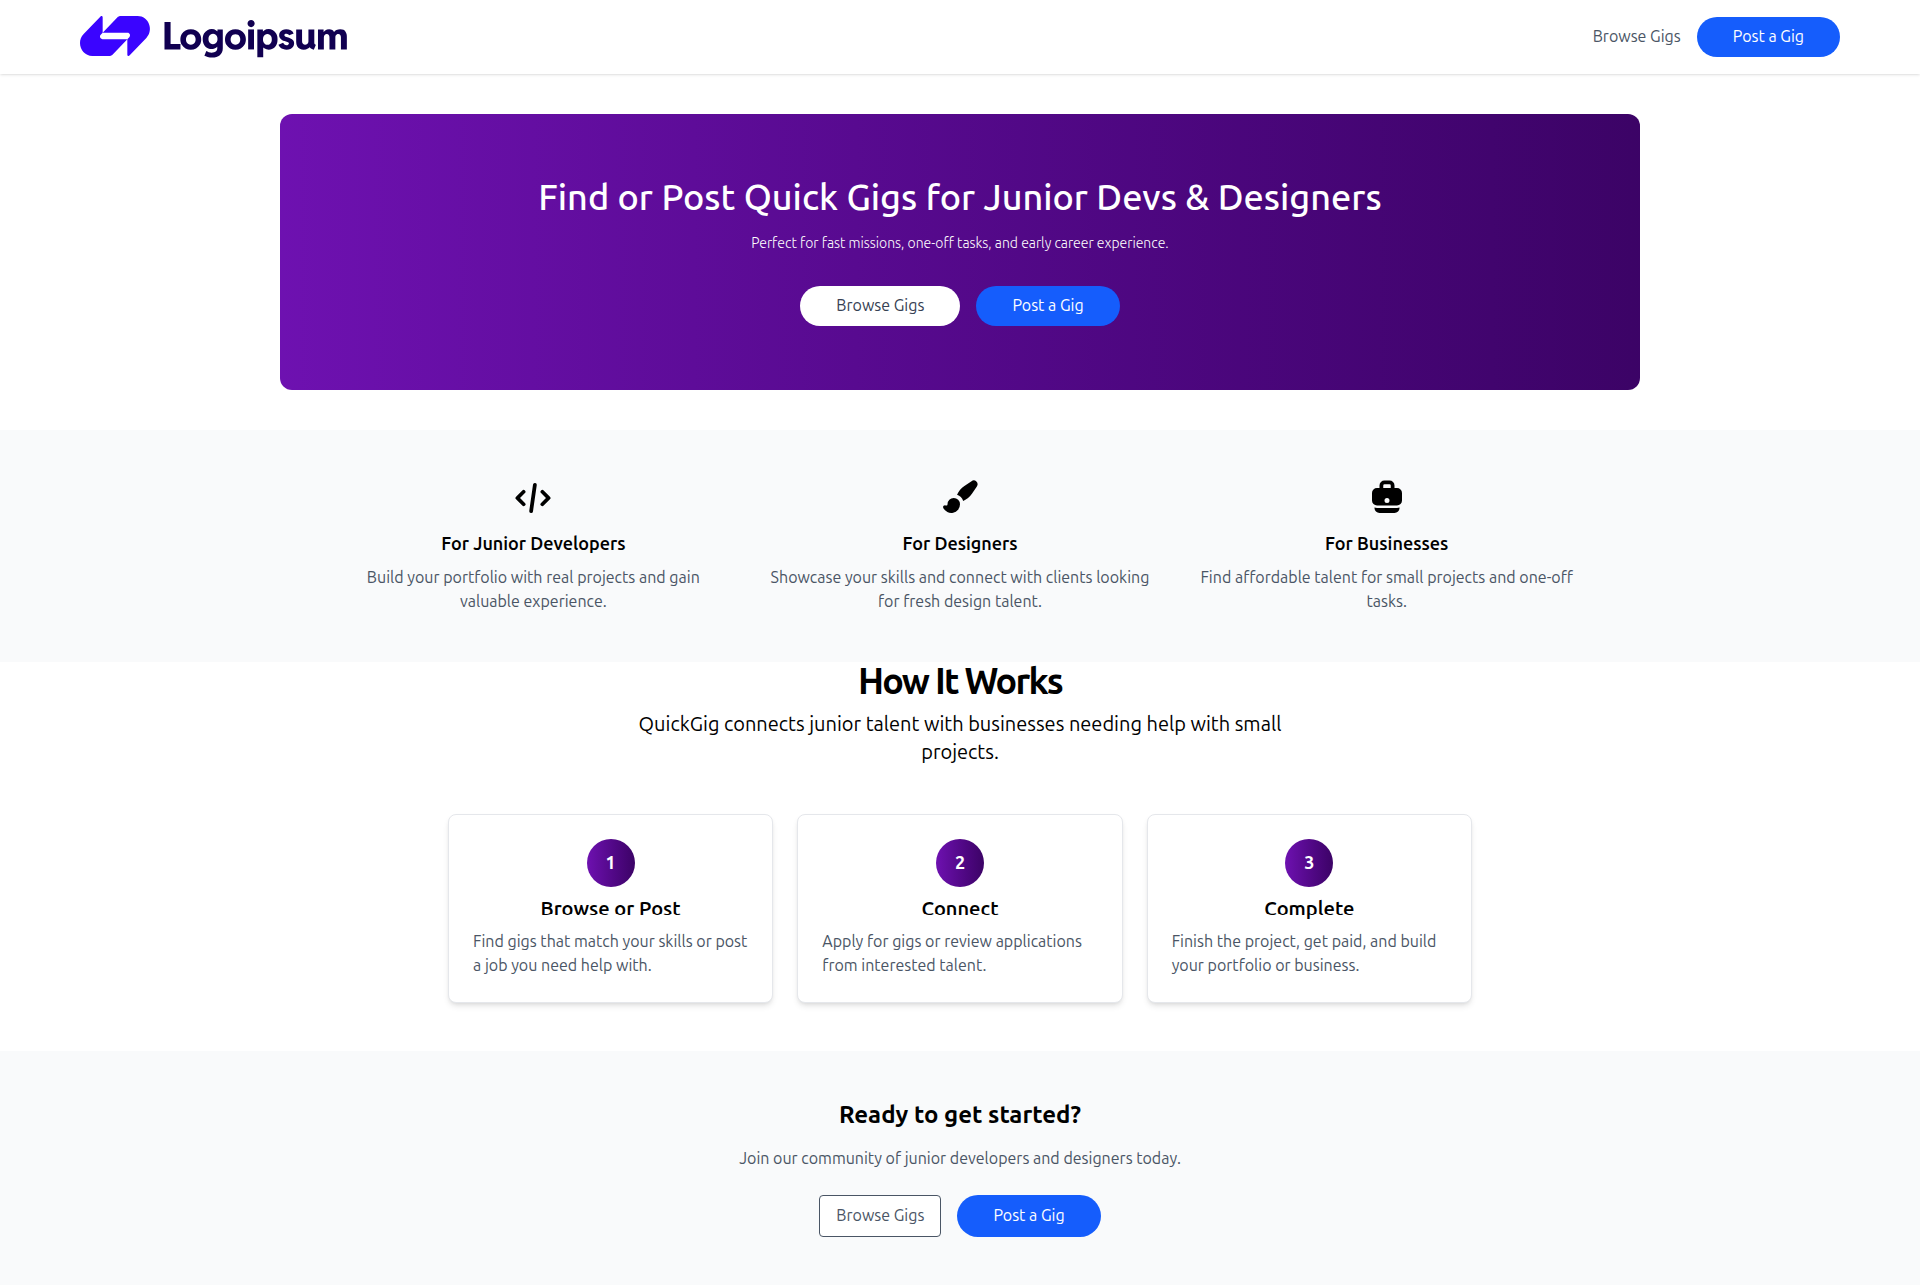 Logoipsum
Browse Gigs
Post a Gig
Find or Post Quick Gigs for Junior Devs & Designers
Perfect for fast missions, one-off tasks, and early career experience.
Browse Gigs
Post a Gig
For Junior Developers
Build your portfolio with real projects and gain
valuable experience.
For Designers
Showcase your skills and connect with clients looking
for fresh design talent.
For Businesses
Find affordable talent for small projects and one-off
tasks.
How It Works
QuickGig connects junior talent with businesses needing help with small
projects.
1
Browse or Post
Find gigs that match your skills or post
a job you need help with.
2
Connect
Apply for gigs or review applications
from interested talent.
3
Complete
Finish the project, get paid, and build
your portfolio or business.
Ready to get started?
Join our community of junior developers and designers today.
Browse Gigs
Post a Gig